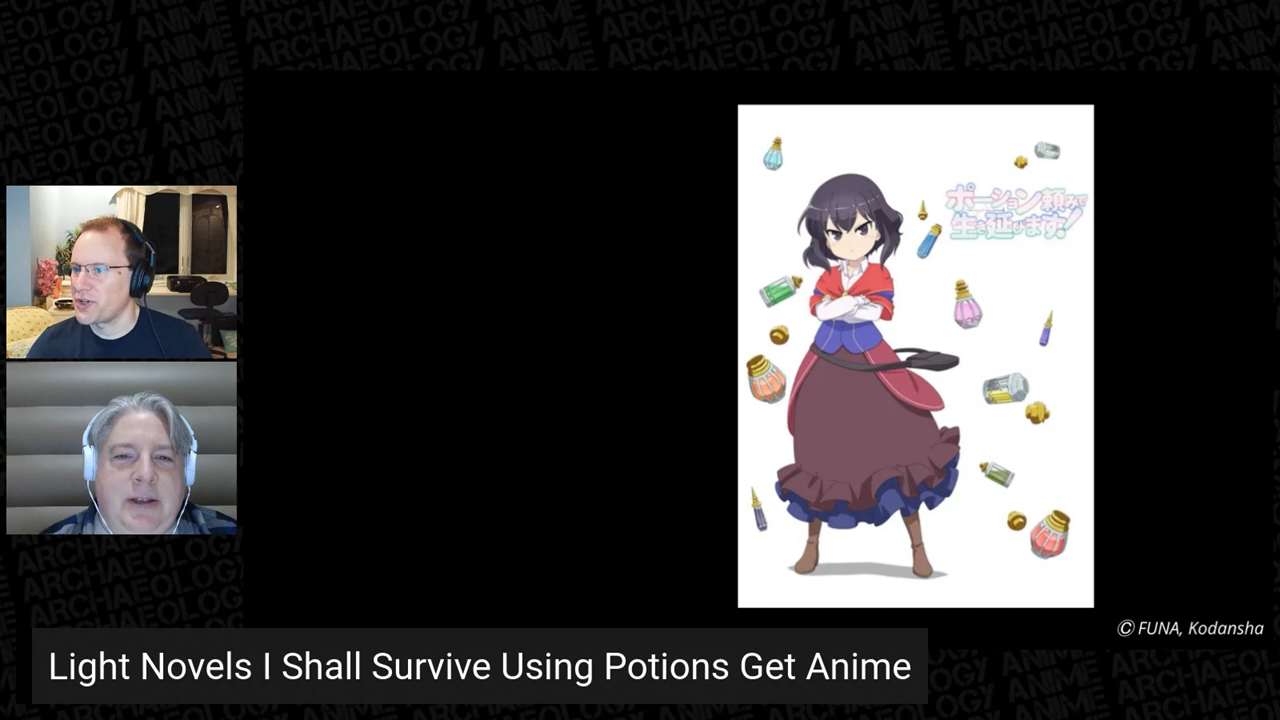 ARCHAEOLOGY ANIME
ポーション頼みで
生き延びます!
© FUNA, Kodansha
Light Novels I Shall Survive Using Potions Get Anime